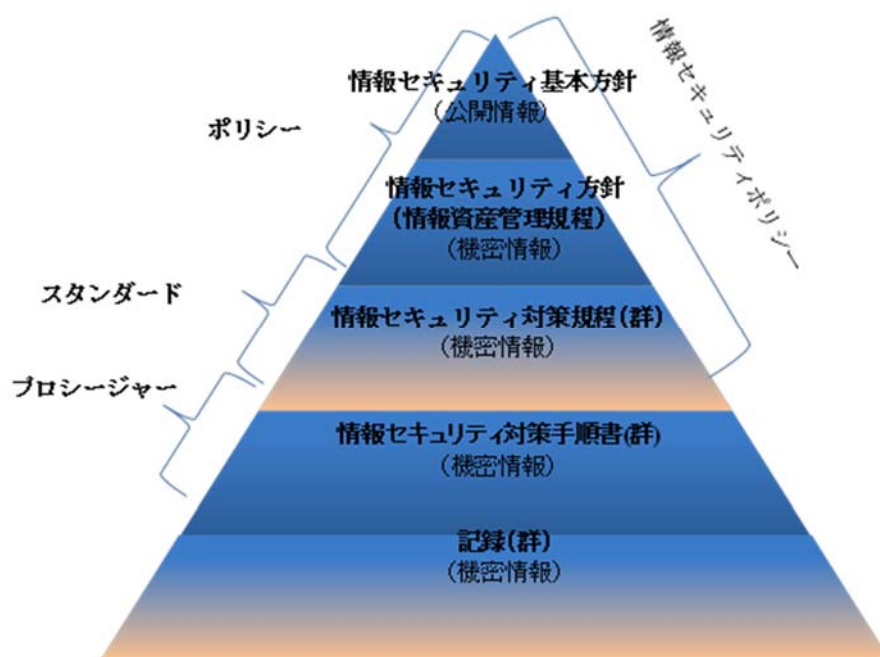 情報セキュリティ基本方針
(公開情報)
ポリシー
情報セキュリティポリシー
情報セキュリティ方針
(情報資産管理規程)
(機密情報)
スタンダード
情報セキュリティ対策規程(群)
(機密情報)
プロシージャー
情報セキュリティ対策手順書(群)
(機密情報)
記録(群)
(機密情報)